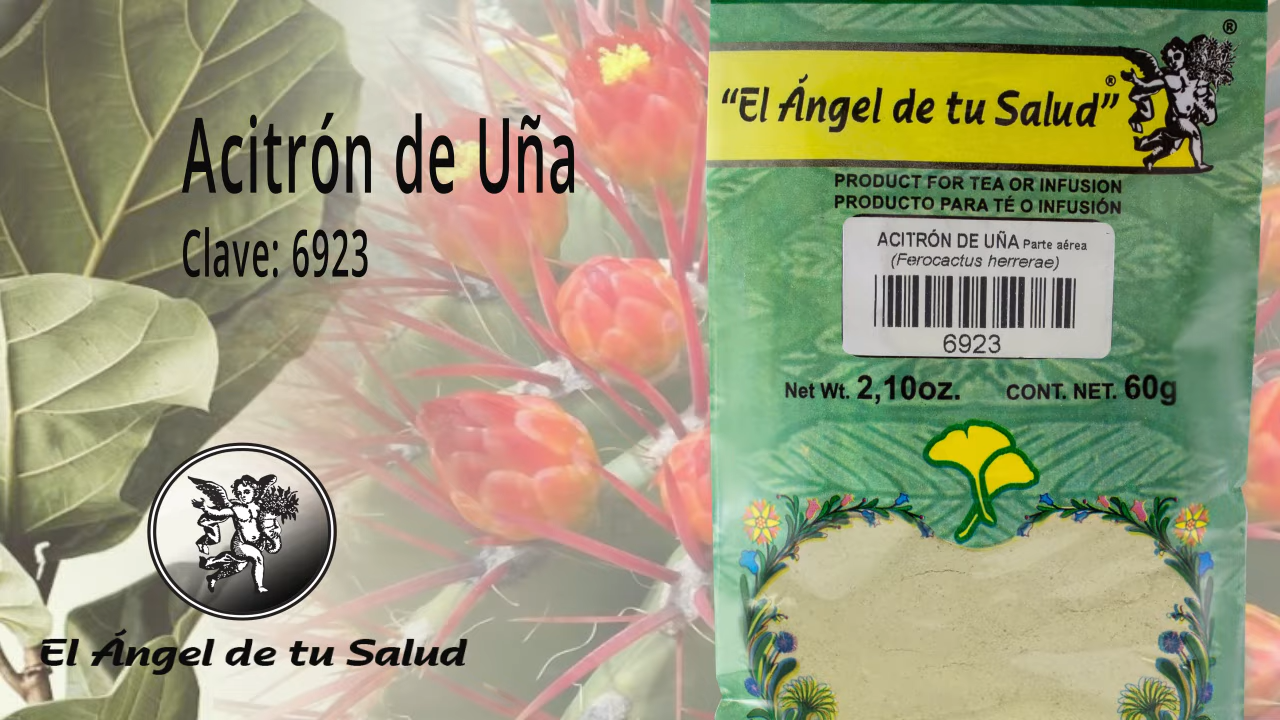 Acitrón de Uña
Clave: 6923
El Ángel de tu Salud
®
“El Ángel de tu Salud”®
PRODUCT FOR TEA OR INFUSION
PRODUCTO PARA TÉ O INFUSIÓN
ACITRÓN DE UÑA Parte aérea
(Ferocactus herrerae)
6923
Net Wt. 2,10oz. CONT. NET. 60g